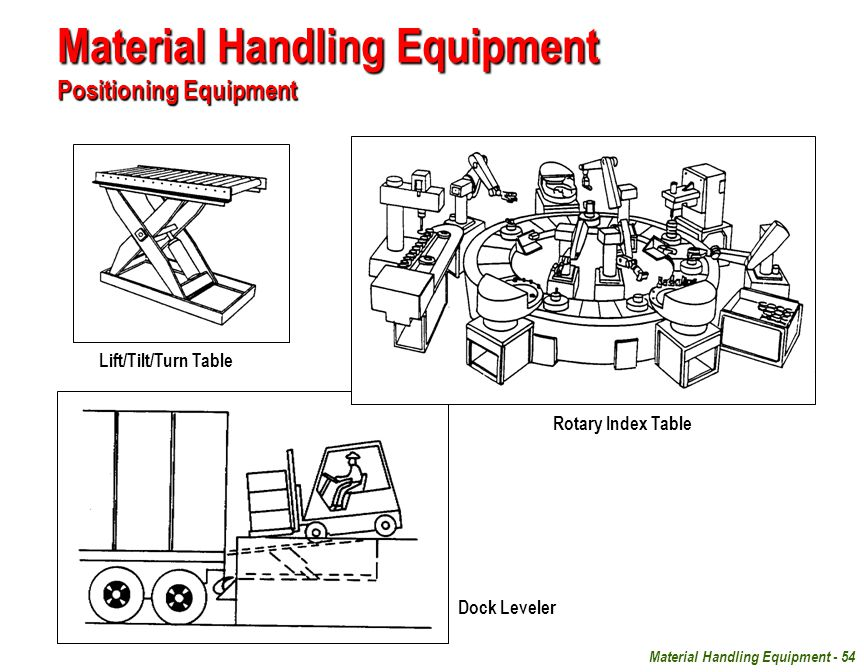 Material Handling Equipment
Positioning Equipment
Lift/Tilt/Turn Table
Rotary Index Table
Dock Leveler
Material Handling Equipment - 54